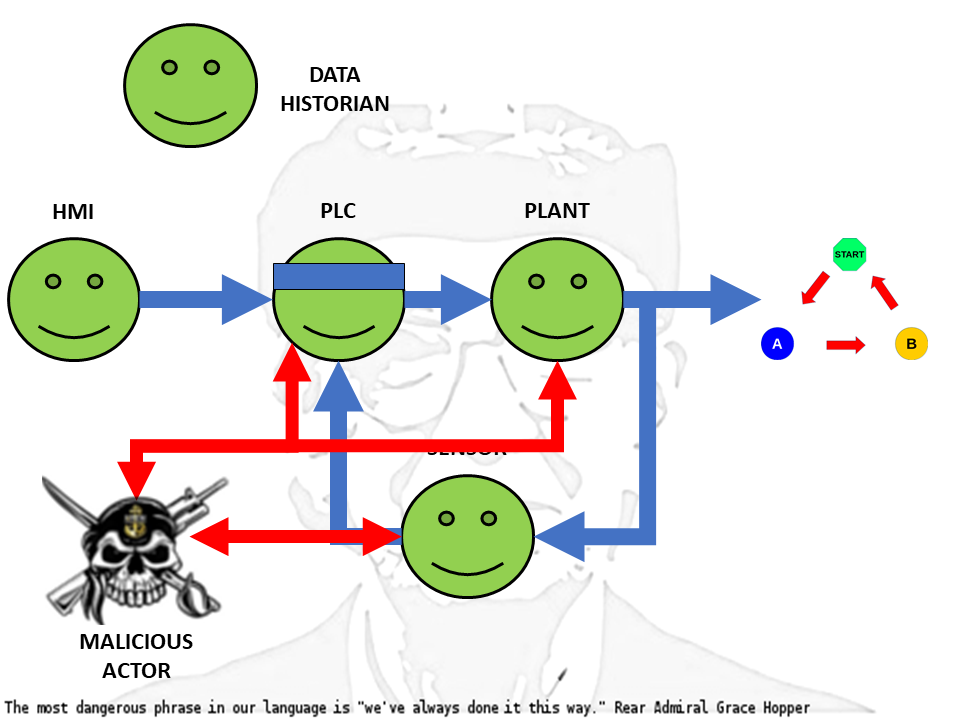 DATA
HISTORIAN
HMI
PLC
PLANT
START
A
B
SENSOR
MALICIOUS
ACTOR
The most dangerous phrase in our language is "we've always done it this way." Rear Admiral Grace Hopper